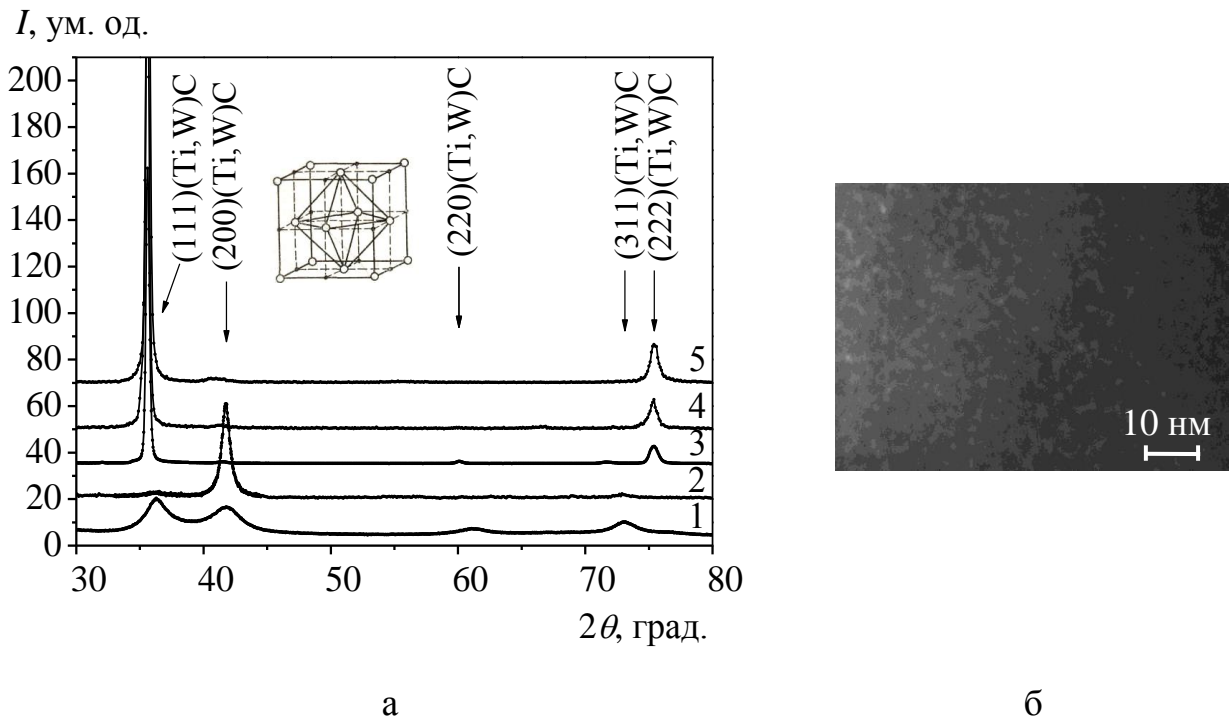 I, ум. од.
200
180
160
140
120
100
80
60
40
20
0
(111)(Ti,W)C
(200)(Ti,W)C
(220)(Ti,W)C
(311)(Ti,W)C
(222)(Ti,W)C
5
4
3
2
1
30 40 50 60 70 80
2θ, град.
10 нм
а б